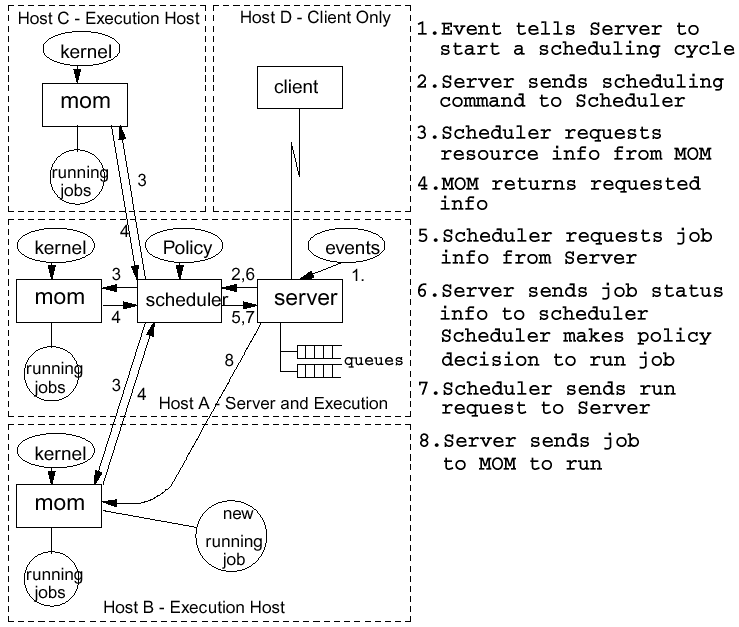 Host C - Execution Host
kernel
mom
running
jobs
3
4
Host D - Client Only
client
kernel
mom
running
jobs
3
4
Policy
scheduler
2,6
5,7
events
1.
server
queues
8
3
4
Host A - Server and Execution
kernel
mom
running
jobs
new
running
job
Host B - Execution Host
1.Event tells Server to
start a scheduling cycle
2.Server sends scheduling
command to Scheduler
3.Scheduler requests
resource info from MOM
4.MOM returns requested
info
5.Scheduler requests job
info from Server
6.Server sends job status
info to scheduler
Scheduler makes policy
decision to run job
7.Scheduler sends run
request to Server
8.Server sends job
to MOM to run